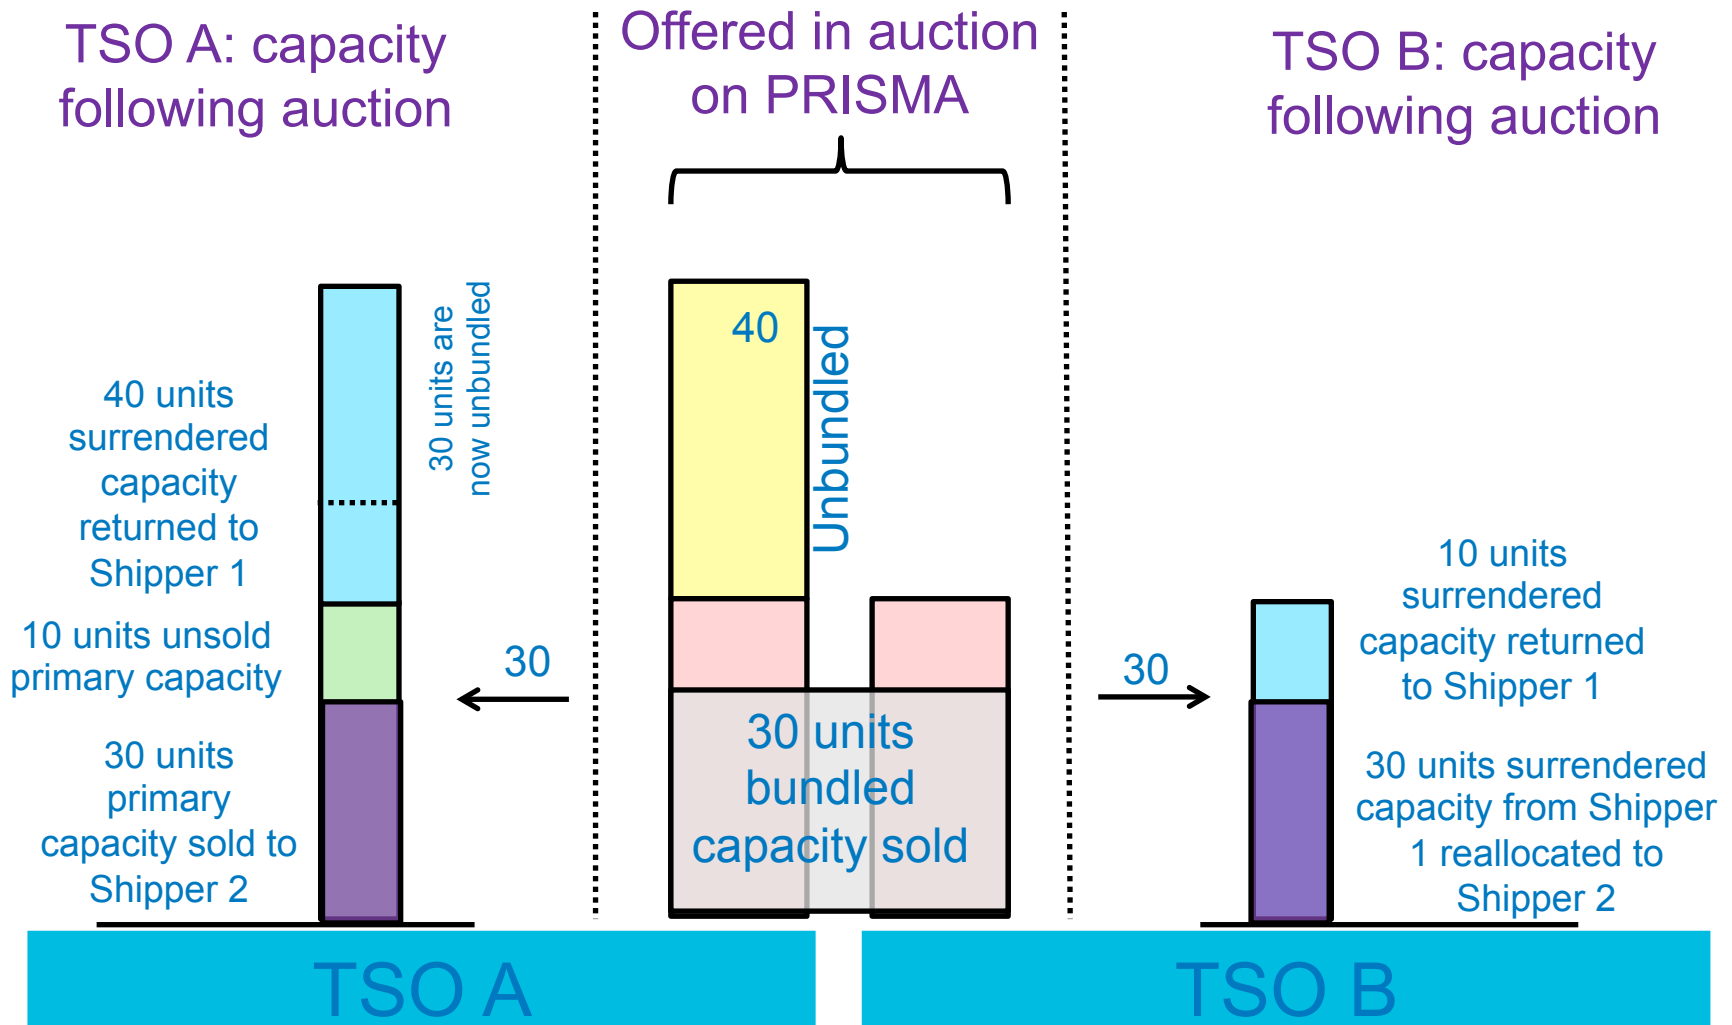 TSO A: capacity
following auction
Offered in auction
on PRISMA
TSO B: capacity
following auction
40 units
surrendered
capacity
returned to
Shipper 1
30 units are
now unbundled
10 units unsold
primary capacity
30 units
primary
capacity sold to
Shipper 2
30
40
Unbundled
30 units
bundled
capacity sold
30
10 units
surrendered
capacity returned
to Shipper 1
30 units surrendered
capacity from Shipper
1 reallocated to
Shipper 2
TSO A
TSO B